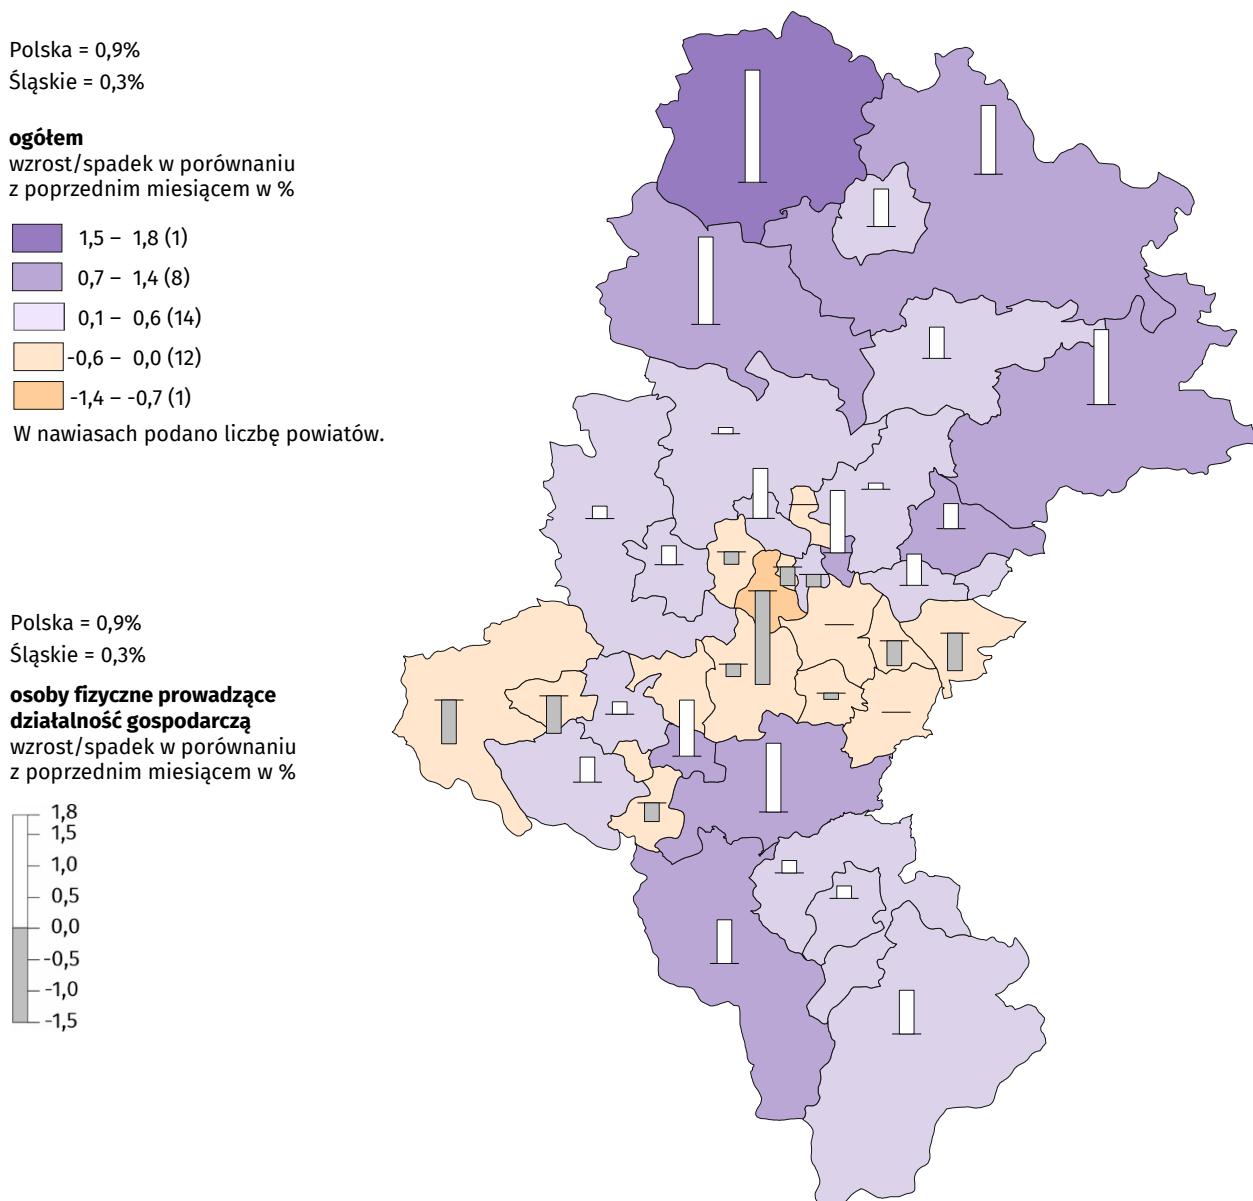 Polska = 0,9%
Śląskie = 0,3%
ogółem
wzrost/spadek w porównaniu
z poprzednim miesiącem w %
1,5 – 1,8 (1)
0,7 – 1,4 (8)
0,1 – 0,6 (14)
-0,6 – 0,0 (12)
-1,4 – -0,7 (1)
W nawiasach podano liczbę powiatów.
Polska = 0,9%
Śląskie = 0,3%
osoby fizyczne prowadzące
działalność gospodarczą
wzrost/spadek w porównaniu
z poprzednim miesiącem w %
1,8
1,5
1,0
0,5
0,0
-0,5
-1,0
-1,5